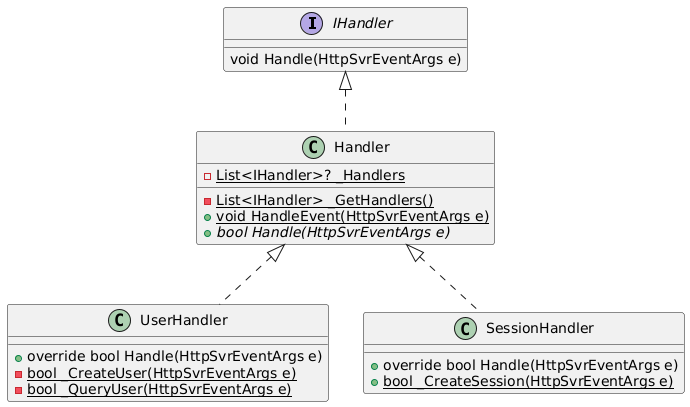 I IHandler
void Handle(HttpSvrEventArgs e)
C Handler
List<IHandler>? _Handlers
List<IHandler> _GetHandlers()
void HandleEvent(HttpSvrEventArgs e)
bool Handle(HttpSvrEventArgs e)
C UserHandler
override bool Handle(HttpSvrEventArgs e)
bool _CreateUser(HttpSvrEventArgs e)
bool _QueryUser(HttpSvrEventArgs e)
C SessionHandler
override bool Handle(HttpSvrEventArgs e)
bool _CreateSession(HttpSvrEventArgs e)